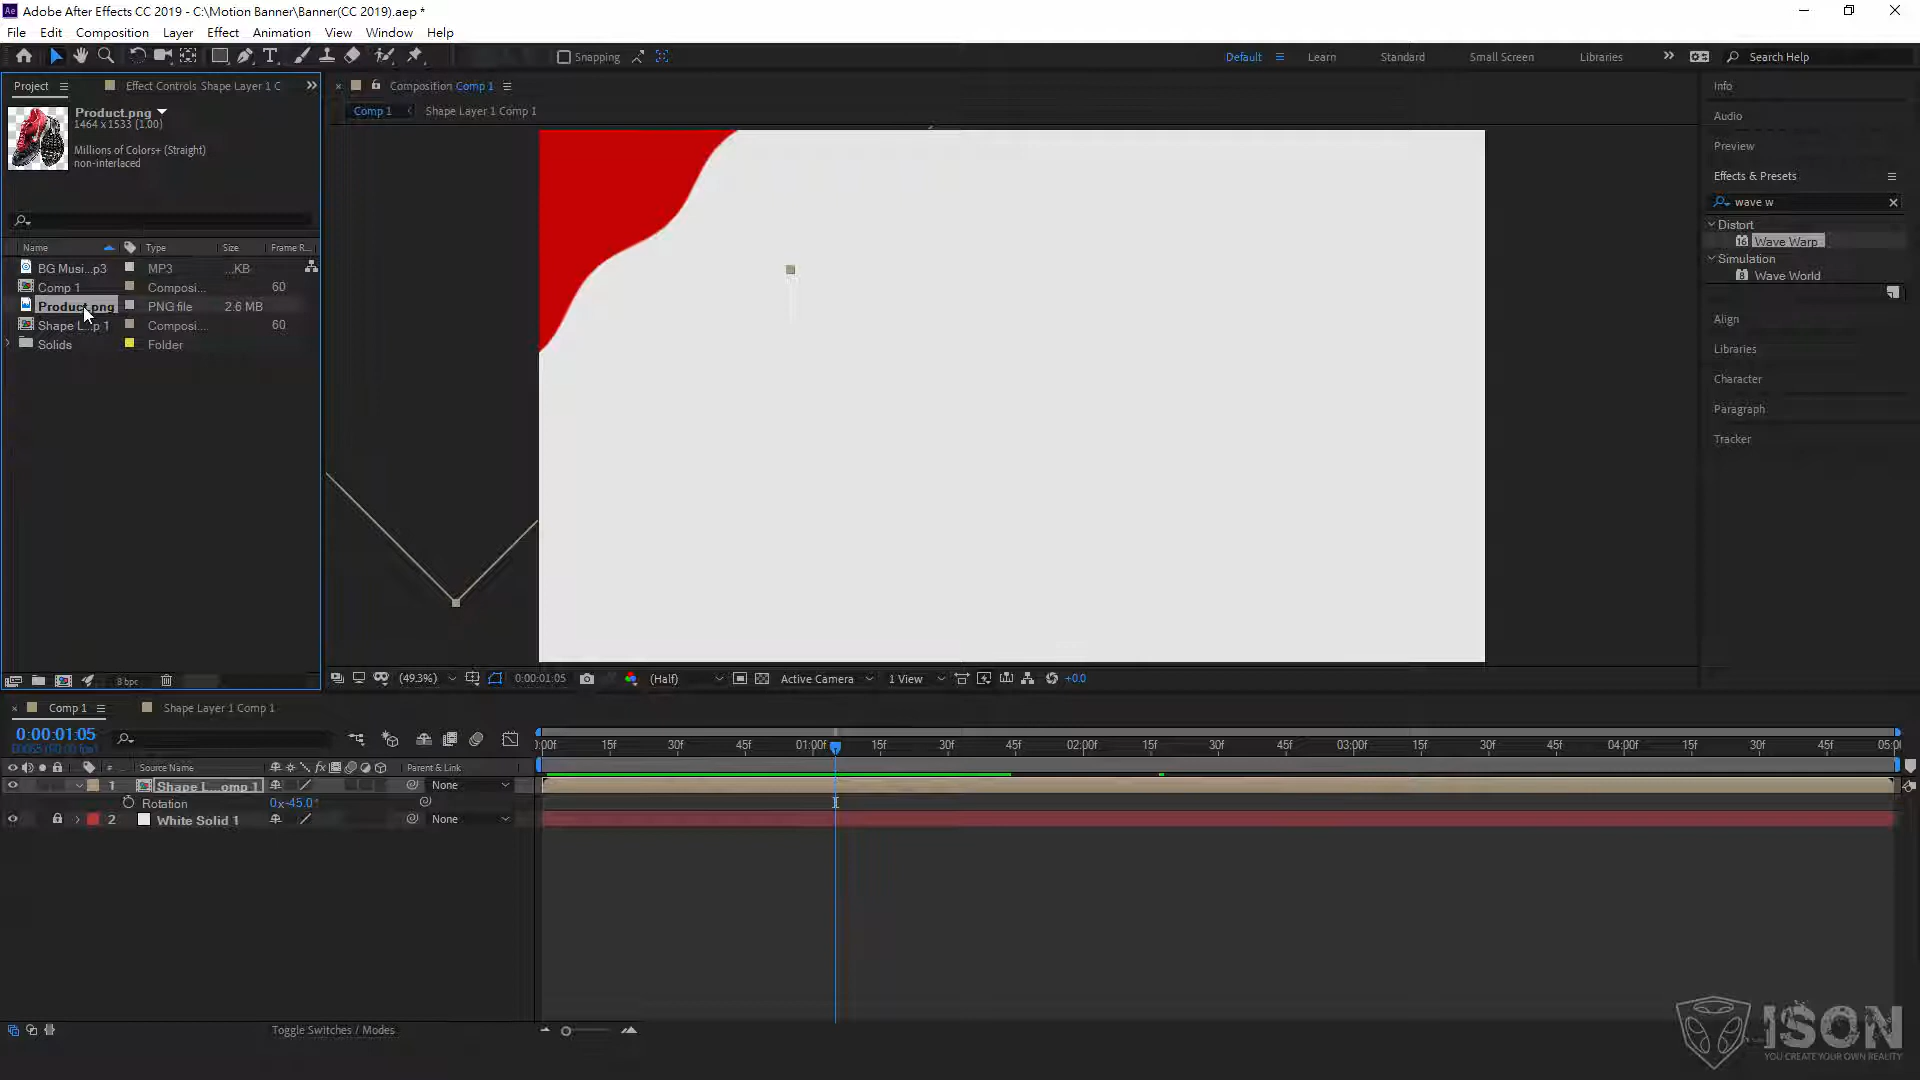 Ae Adobe After Effects CC 2019 - C:\Motion Banner\Banner(CC 2019).aep *
File Edit Composition Layer Effect Animation View Window Help
Snapping
Default Learn Standard Small Screen Libraries Search Help
Project Effect Controls Shape Layer 1 C
Composition Comp 1
Comp 1 Shape Layer 1 Comp 1
Product.png
1464 x 1533 (1.00)
Millions of Colors+ (Straight)
non-interlaced
Name Type Size Frame R...
BG Musi...p3 MP3 ...KB
Comp 1 Composi... 60
Product.png PNG file 2.6 MB
Shape L...p 1 Composi... 60
Solids Folder
8 bpc
Info
Audio
Preview
Effects & Presets
wave w
Distort
16 Wave Warp
Simulation
8 Wave World
Align
Libraries
Character
Paragraph
Tracker
(49.3%) 0:00:01:05 (Half) Active Camera 1 View +0.0
Comp 1 Shape Layer 1 Comp 1
0:00:01:05
:00f 15f 30f 45f 01:00f 15f 30f 45f 02:00f 15f 30f 45f 03:00f 15f 30f 45f 04:00f 15f 30f 45f 05:0
# Source Name fx Parent & Link
1 Shape L...omp 1 None
Rotation 0x-45.0°
2 White Solid 1 None
Toggle Switches / Modes
ISON
YOU CREATE YOUR OWN REALITY